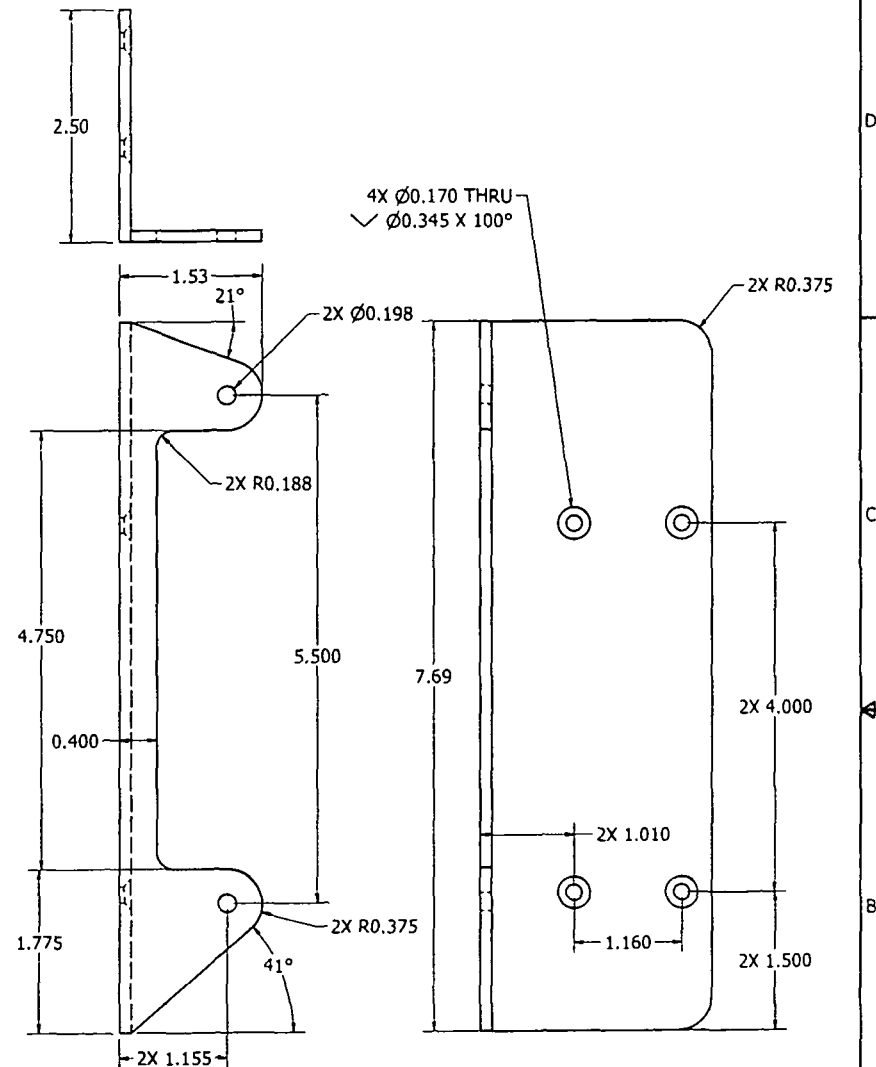 D
2.50
4X Ø0.170 THRU
⌵ Ø0.345 X 100°
1.53
21°
2X Ø0.198
2X R0.375
2X R0.188
C
4.750
5.500
7.69
2X 4.000
0.400
2X 1.010
B
2X R0.375
1.775
1.160
41°
2X 1.500
2X 1.155